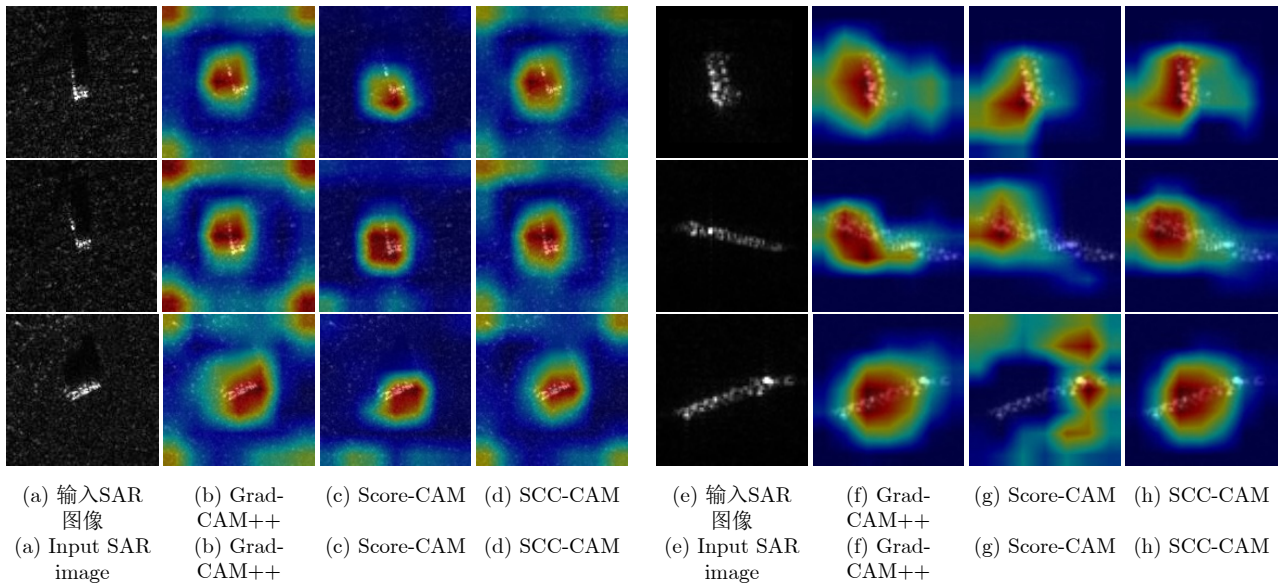 (a) 输入SAR
图像
(a) Input SAR
image
(b) Grad-
CAM++
(b) Grad-
CAM++
(c) Score-CAM
(c) Score-CAM
(d) SCC-CAM
(d) SCC-CAM
(e) 输入SAR
图像
(e) Input SAR
image
(f) Grad-
CAM++
(f) Grad-
CAM++
(g) Score-CAM
(g) Score-CAM
(h) SCC-CAM
(h) SCC-CAM